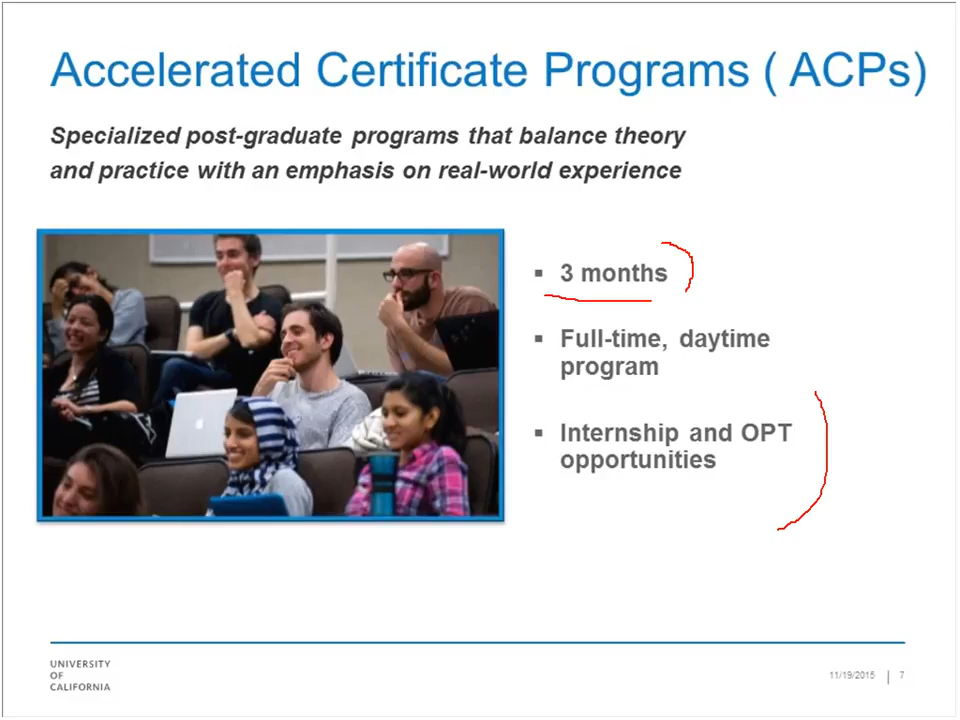 Accelerated Certificate Programs ( ACPs)
Specialized post-graduate programs that balance theory
and practice with an emphasis on real-world experience
▪ 3 months
▪ Full-time, daytime
program
▪ Internship and OPT
opportunities
UNIVERSITY
OF
CALIFORNIA
11/19/2015 | 7